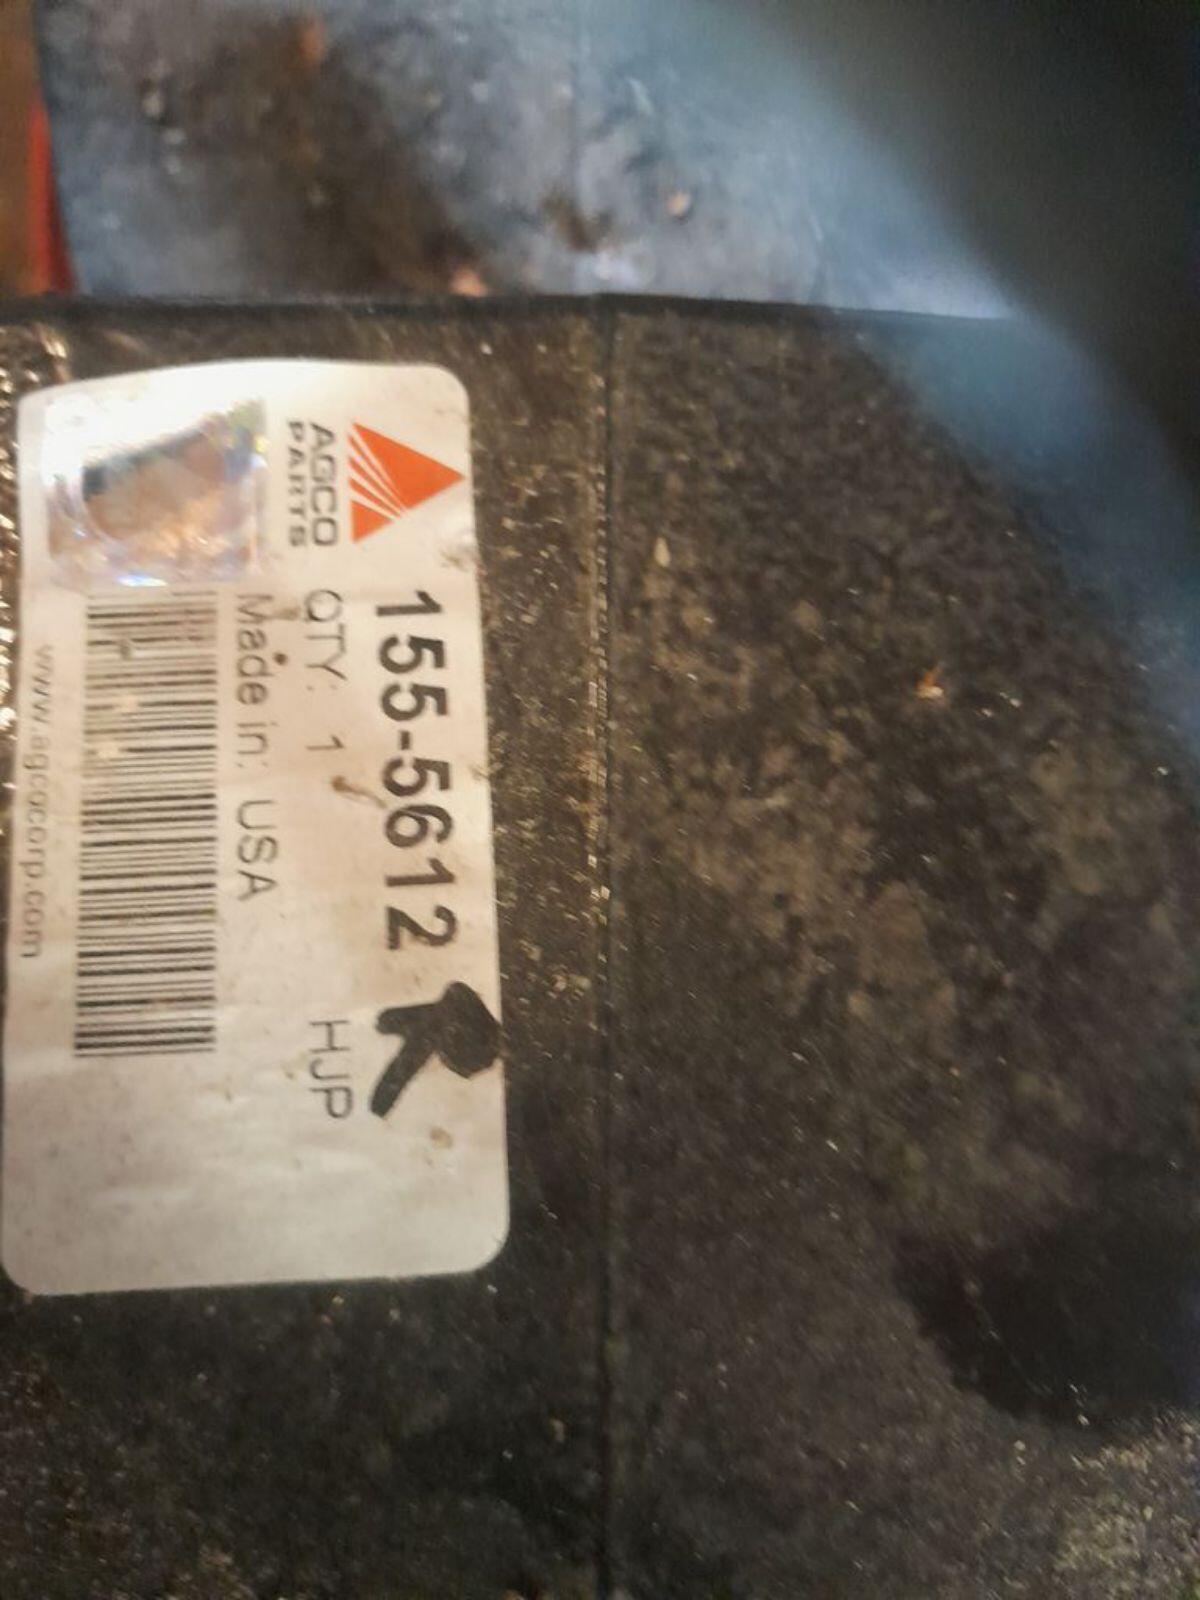 AGCO
PARTS
155-5612 R
QTY: 1 HJP
Made in: USA
www.agcocorp.com